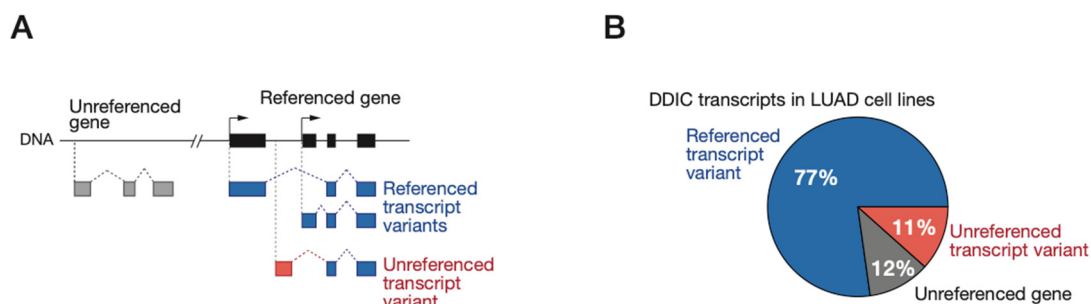 A
Unreferenced
gene
Referenced gene
DNA
Referenced
transcript
variants
Unreferenced
transcript
variant
B
DDIC transcripts in LUAD cell lines
Referenced
transcript
variant
77%
11%
Unreferenced
transcript variant
12%
Unreferenced gene